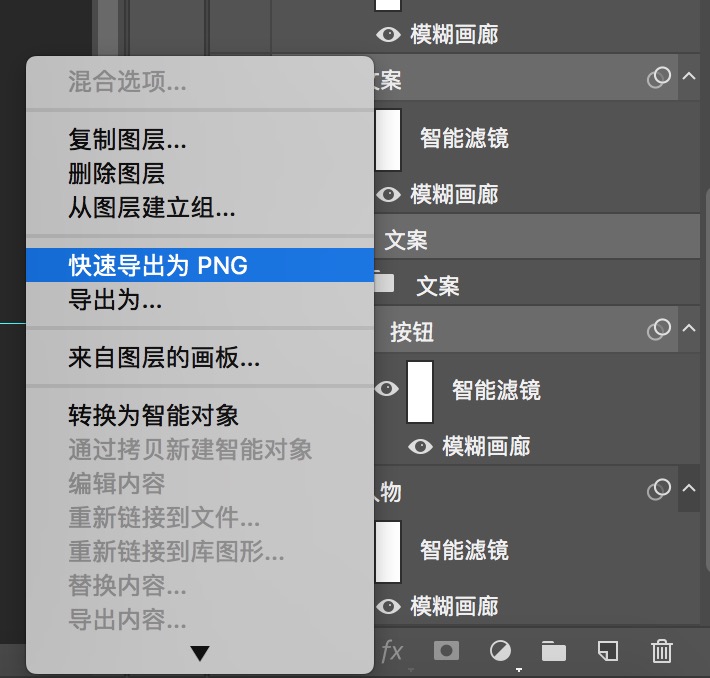 模糊画廊
文案
智能滤镜
模糊画廊
文案
文案
按钮
智能滤镜
模糊画廊
人物
智能滤镜
模糊画廊
fx
混合选项...
复制图层...
删除图层
从图层建立组...
快速导出为 PNG
导出为...
来自图层的画板...
转换为智能对象
通过拷贝新建智能对象
编辑内容
重新链接到文件...
重新链接到库图形...
替换内容...
导出内容...